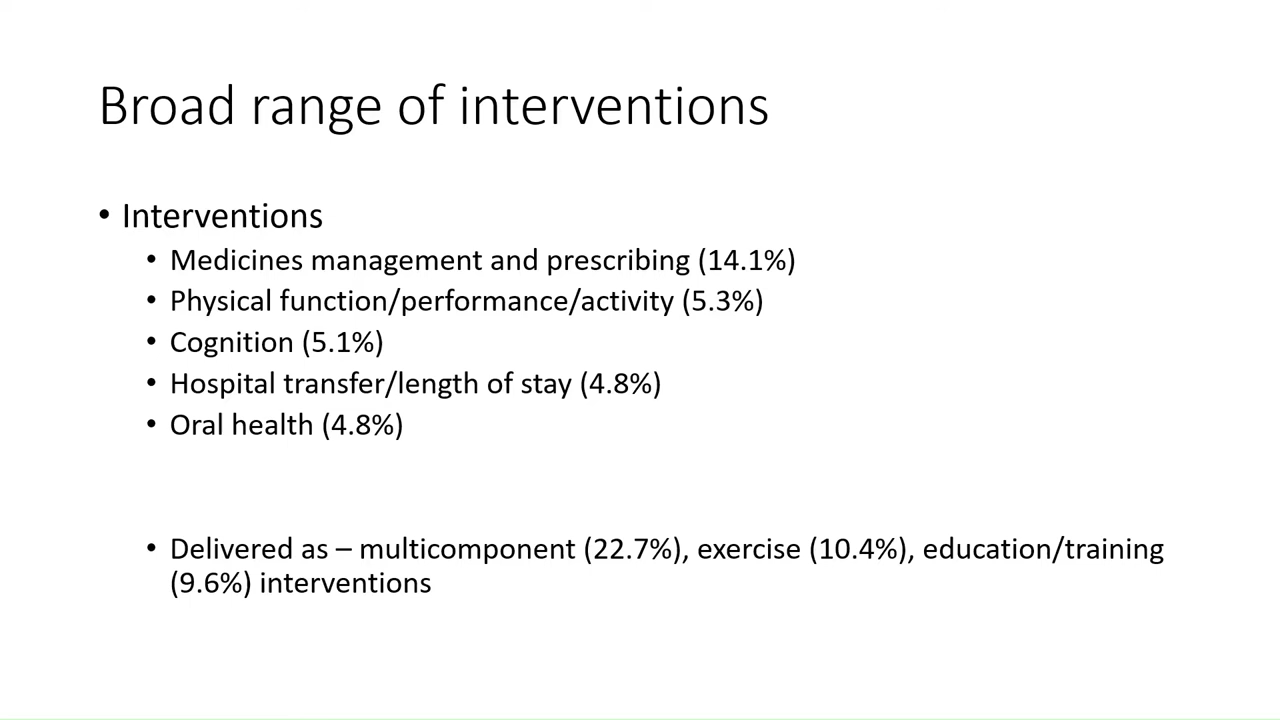 Broad range of interventions
• Interventions
• Medicines management and prescribing (14.1%)
• Physical function/performance/activity (5.3%)
• Cognition (5.1%)
• Hospital transfer/length of stay (4.8%)
• Oral health (4.8%)
• Delivered as – multicomponent (22.7%), exercise (10.4%), education/training
(9.6%) interventions